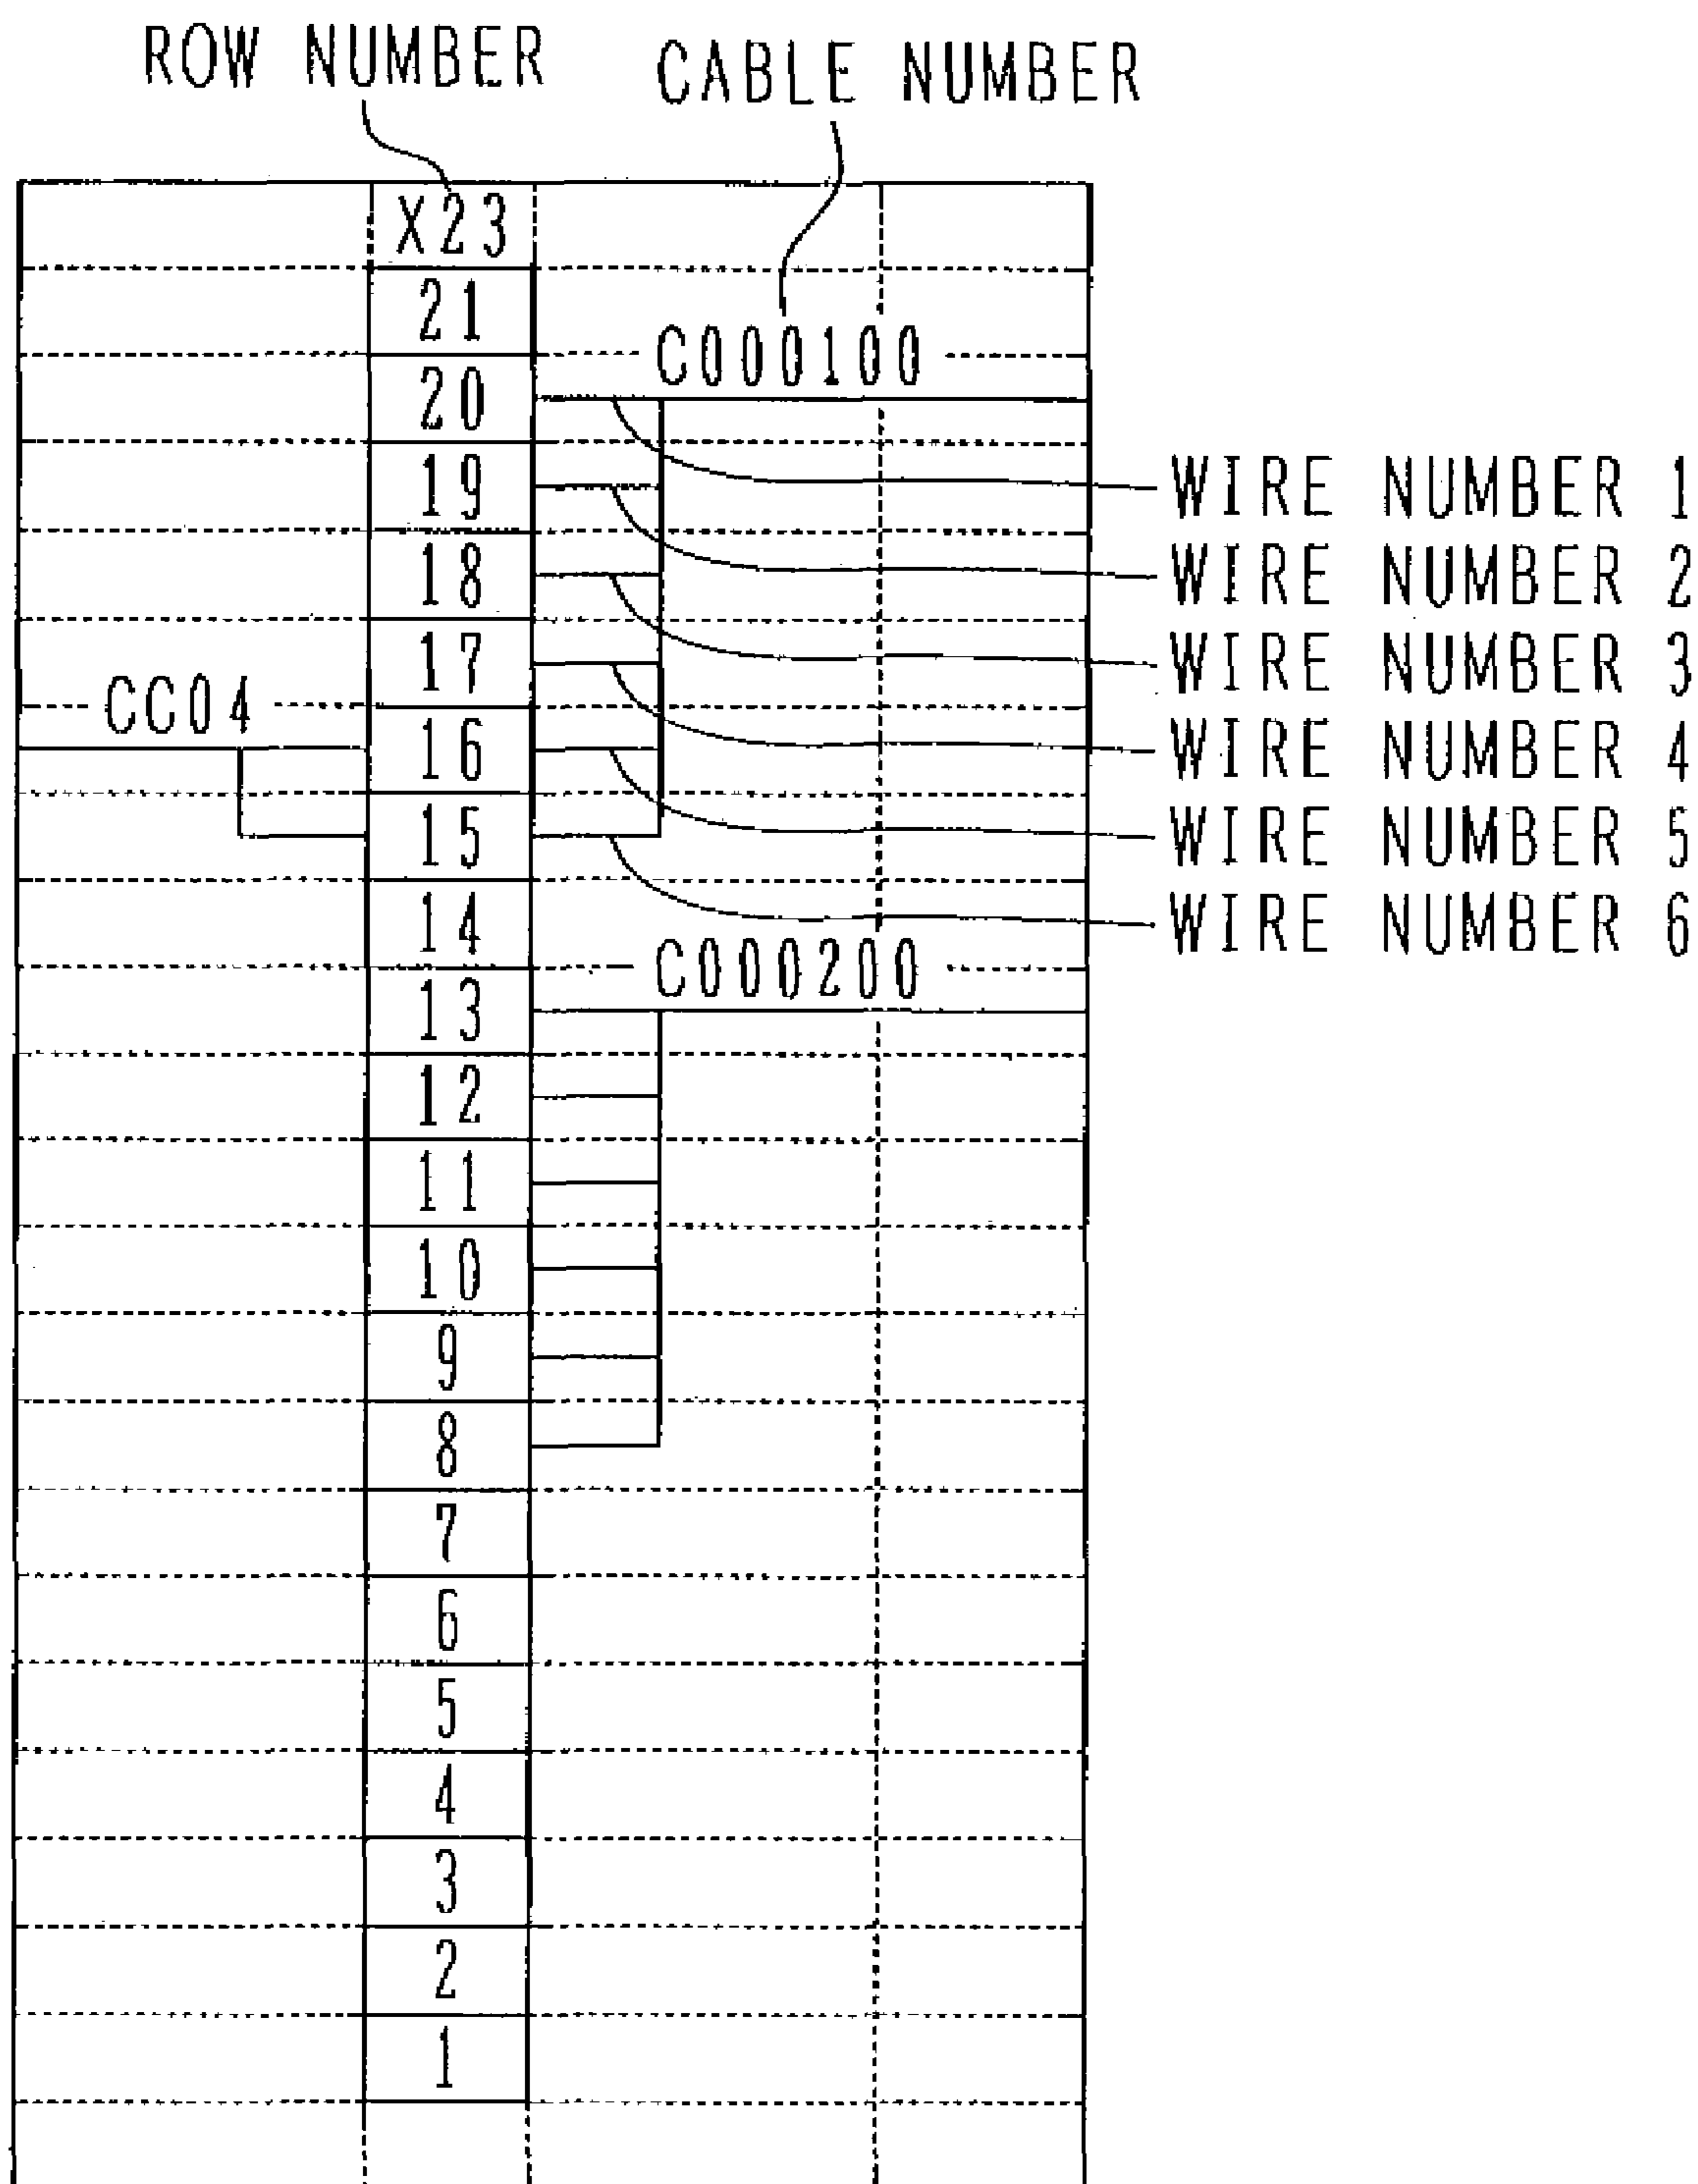 ROW NUMBER
CABLE NUMBER
X23
21
C000100
20
19
WIRE NUMBER 1
18
WIRE NUMBER 2
17
WIRE NUMBER 3
CC04
16
WIRE NUMBER 4
15
WIRE NUMBER 5
14
WIRE NUMBER 6
C000200
13
12
11
10
9
8
7
6
5
4
3
2
1